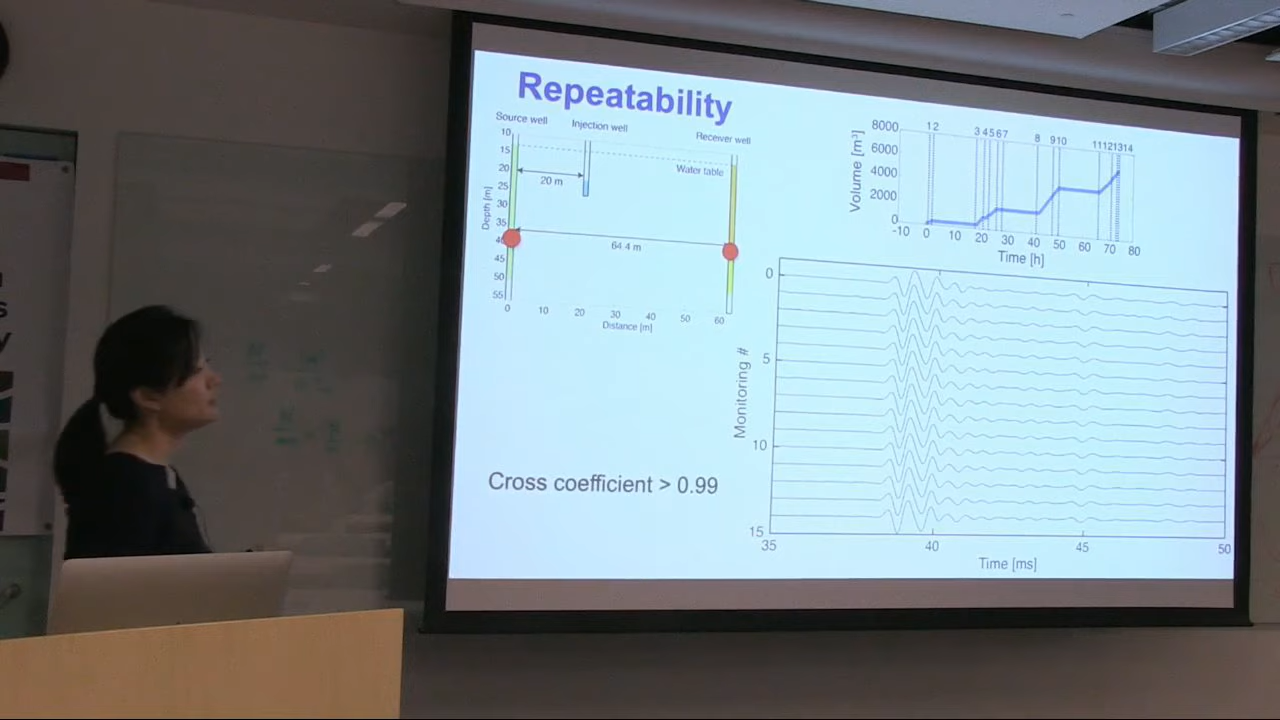 Repeatability
Source well
Injection well
Receiver well
10
15
20
25
30
35
40
45
50
55
Depth [m]
20 m
Water table
64.4 m
0 10 20 30 40 50 60
Distance [m]
Cross coefficient > 0.99
1 2 3 4 5 6 7 8 9 10 11 12 13 14
8000
6000
4000
2000
0
Volume [m³]
-10 0 10 20 30 40 50 60 70 80
Time [h]
0
5
10
15
Monitoring #
35 40 45 50
Time [ms]
s
y